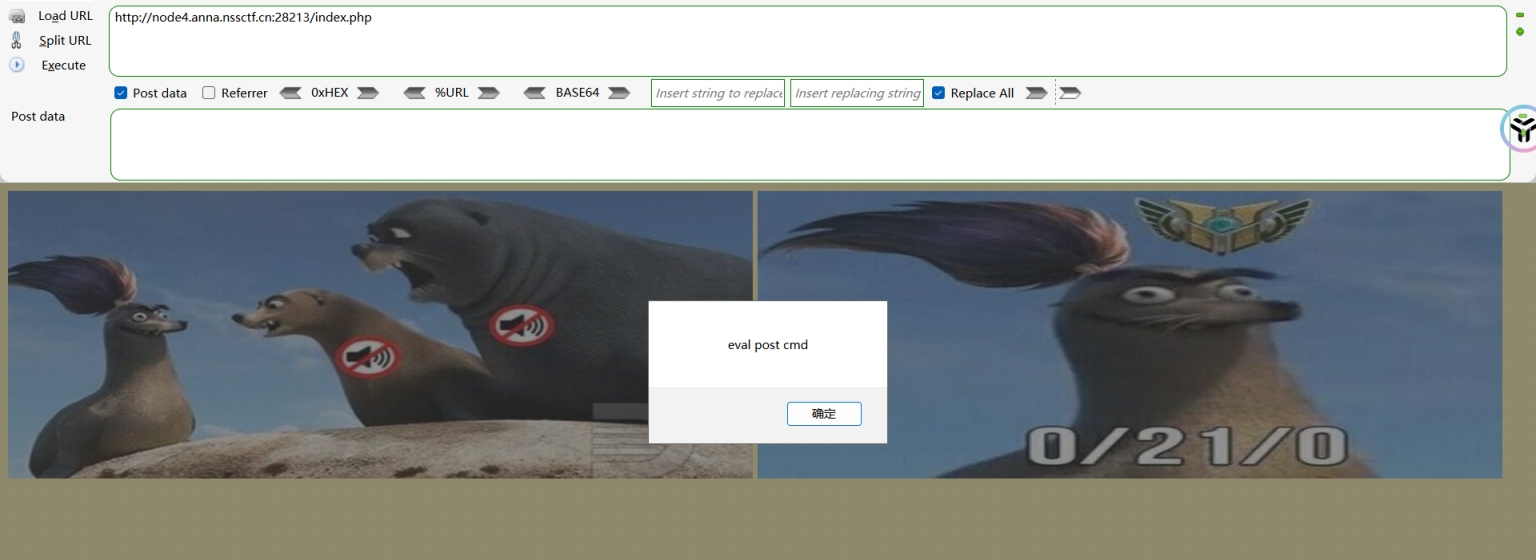 Load URL
http://node4.anna.nssctf.cn:28213/index.php
Split URL
Execute
Post data Referrer 0xHEX %URL BASE64 Insert string to replace Insert replacing string Replace All
Post data
eval post cmd
确定
0/21/0